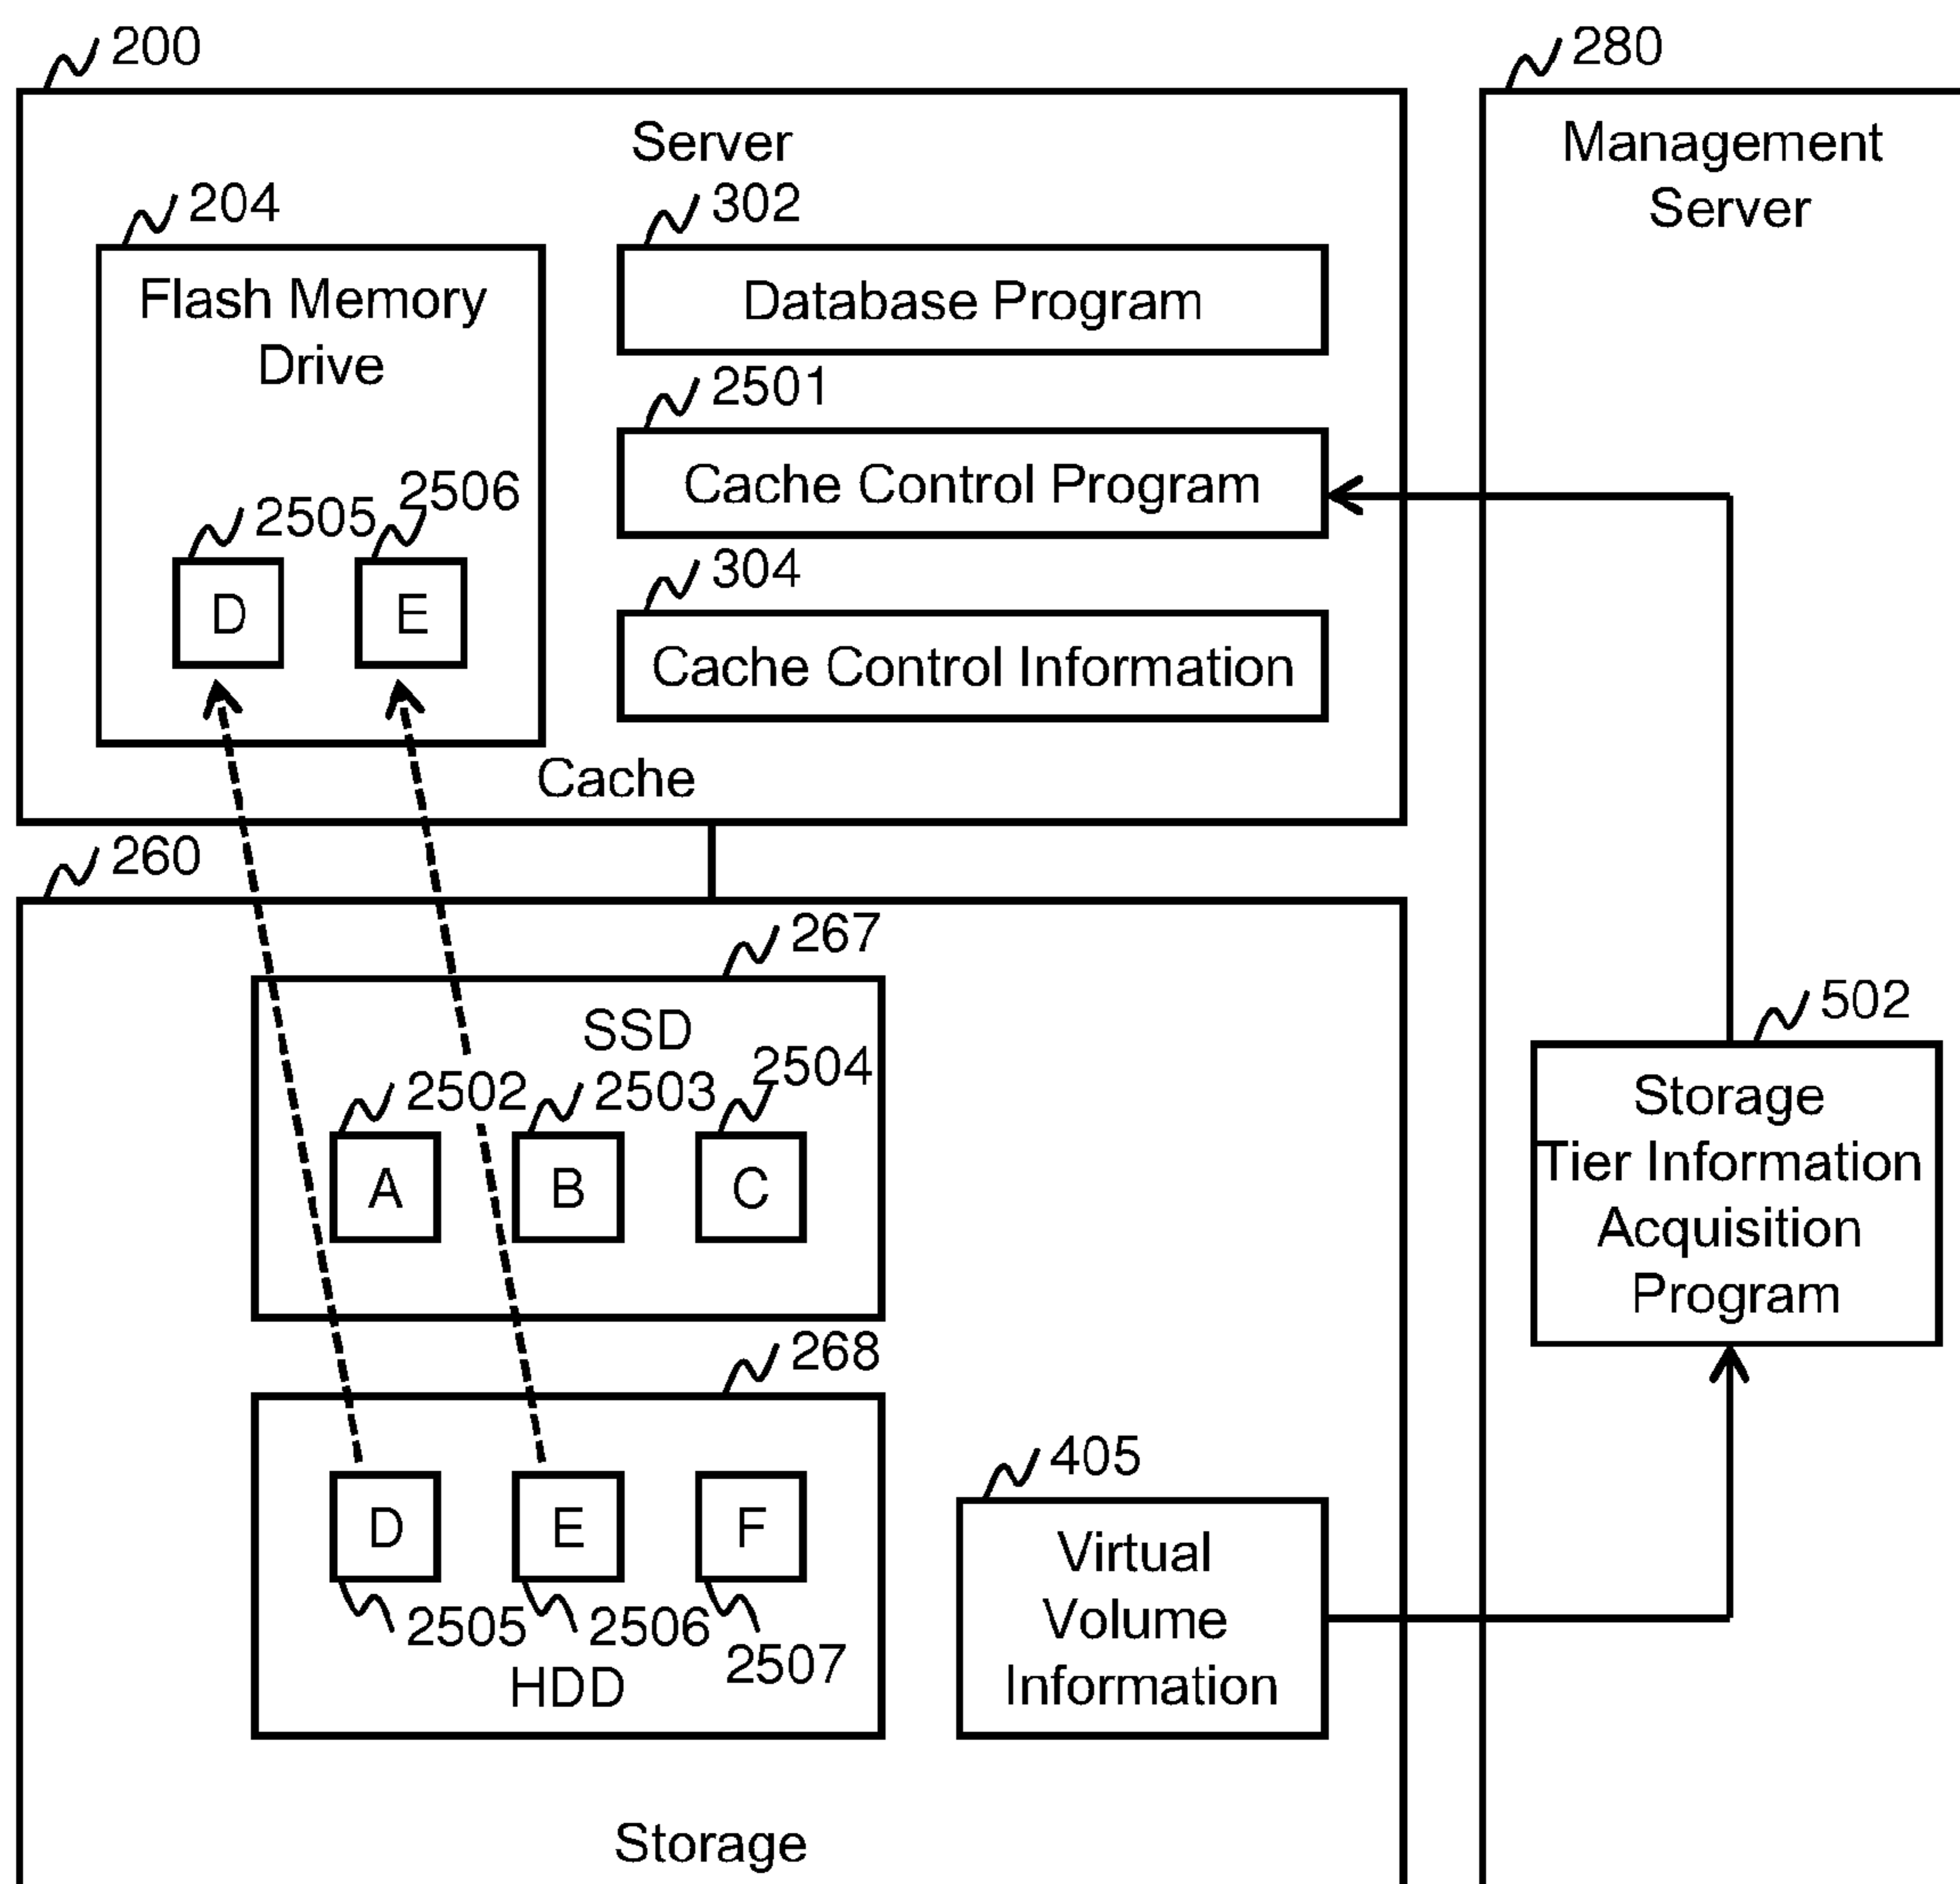 200
280
Server
Management
Server
204
302
Flash Memory
Drive
Database Program
2501
Cache Control Program
2505
2506
304
D
E
Cache Control Information
Cache
260
267
SSD
502
2502
2503
2504
A
B
C
Storage
Tier Information
Acquisition
Program
268
405
D
E
F
Virtual
Volume
Information
2505
2506
2507
HDD
Storage